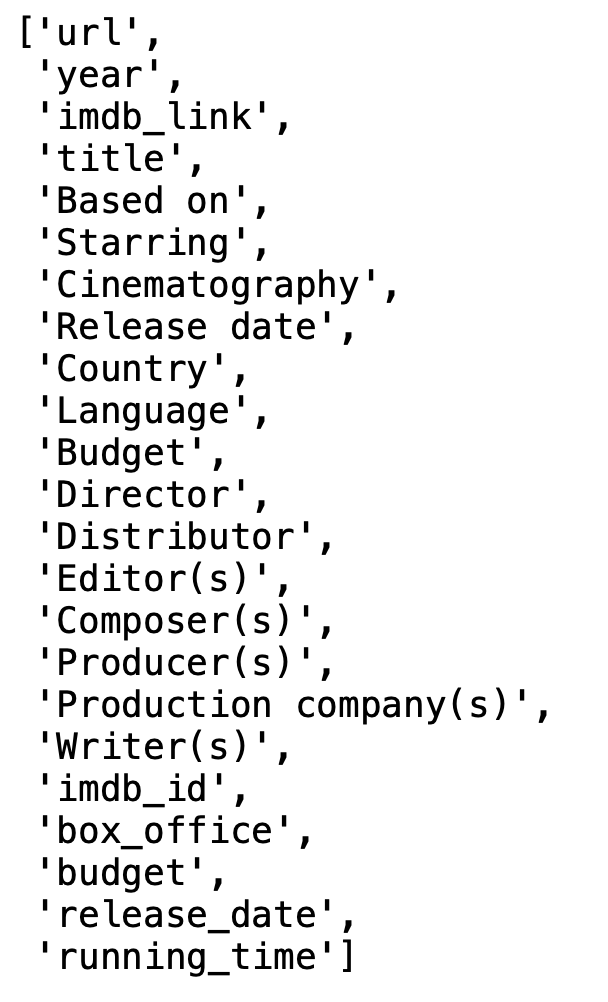 ['url',
'year',
'imdb_link',
'title',
'Based on',
'Starring',
'Cinematography',
'Release date',
'Country',
'Language',
'Budget',
'Director',
'Distributor',
'Editor(s)',
'Composer(s)',
'Producer(s)',
'Production company(s)',
'Writer(s)',
'imdb_id',
'box_office',
'budget',
'release_date',
'running_time']